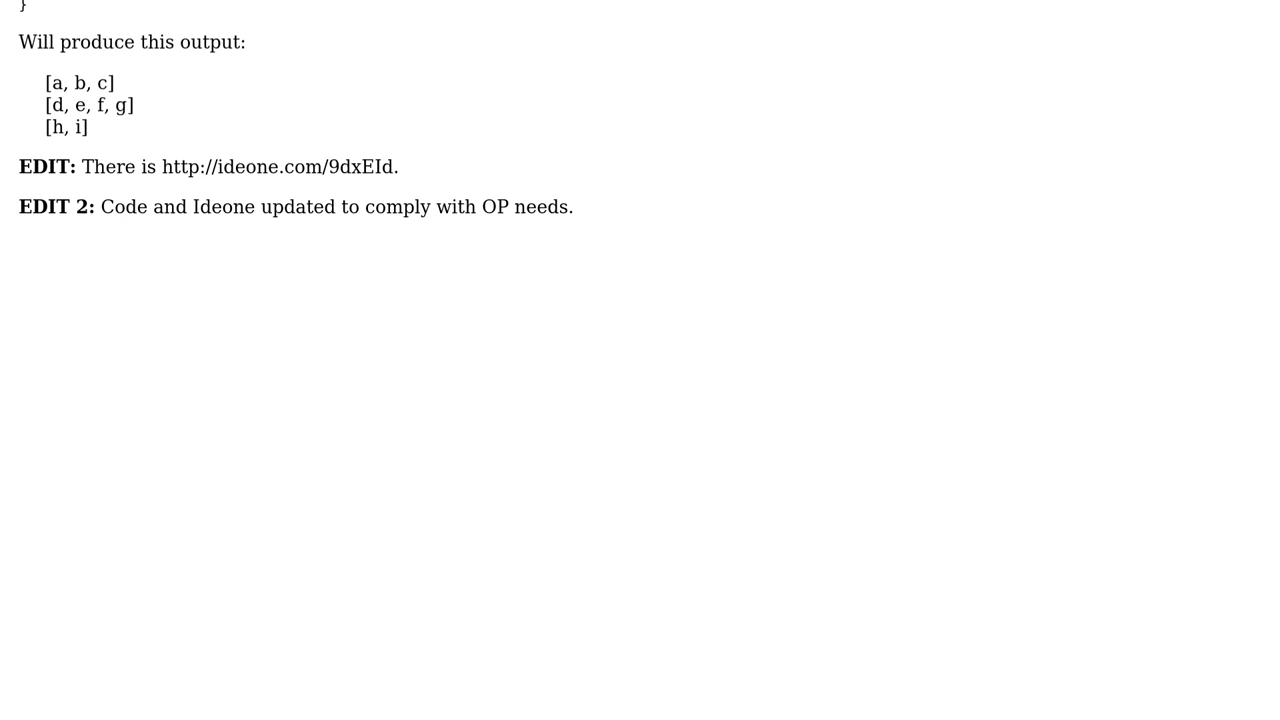 }
Will produce this output:
[a, b, c]
[d, e, f, g]
[h, i]
EDIT: There is http://ideone.com/9dxEId.
EDIT 2: Code and Ideone updated to comply with OP needs.